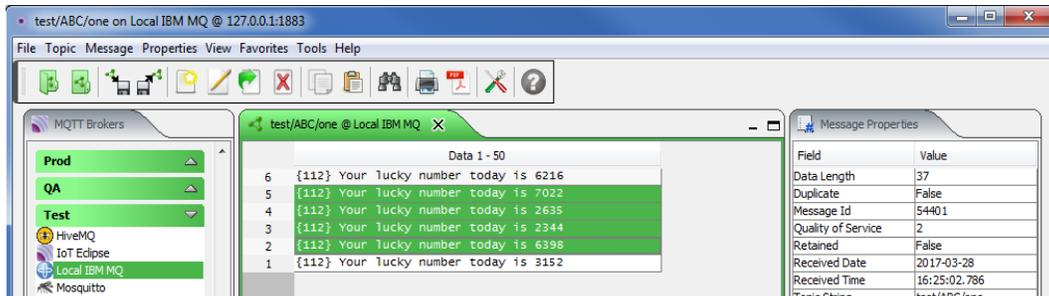 test/ABC/one on Local IBM MQ @ 127.0.0.1:1883
File Topic Message Properties View Favorites Tools Help
MQTT Brokers
Prod
QA
Test
HiveMQ
IoT Eclipse
Local IBM MQ
Mosquitto
test/ABC/one @ Local IBM MQ
Data 1 - 50
6 {112} Your lucky number today is 6216
5 {112} Your lucky number today is 7022
4 {112} Your lucky number today is 2635
3 {112} Your lucky number today is 2344
2 {112} Your lucky number today is 6398
1 {112} Your lucky number today is 3152
Message Properties
Field Value
Data Length 37
Duplicate False
Message Id 54401
Quality of Service 2
Retained False
Received Date 2017-03-28
Received Time 16:25:02.786
Topic String test/ABC/one